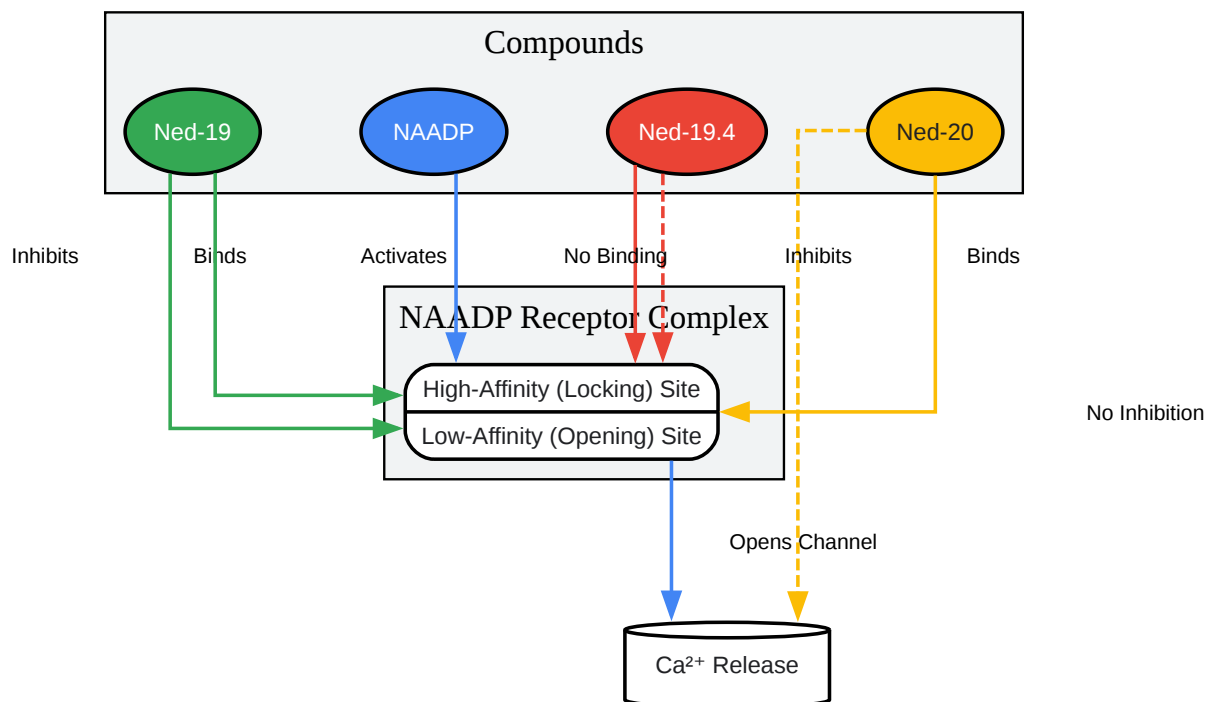 Compounds
Ned-19
NAADP
Ned-19.4
Ned-20
Inhibits
Binds
Activates
No Binding
Inhibits
Binds
NAADP Receptor Complex
High-Affinity (Locking) Site
Low-Affinity (Opening) Site
No Inhibition
Opens Channel
Ca²⁺ Release